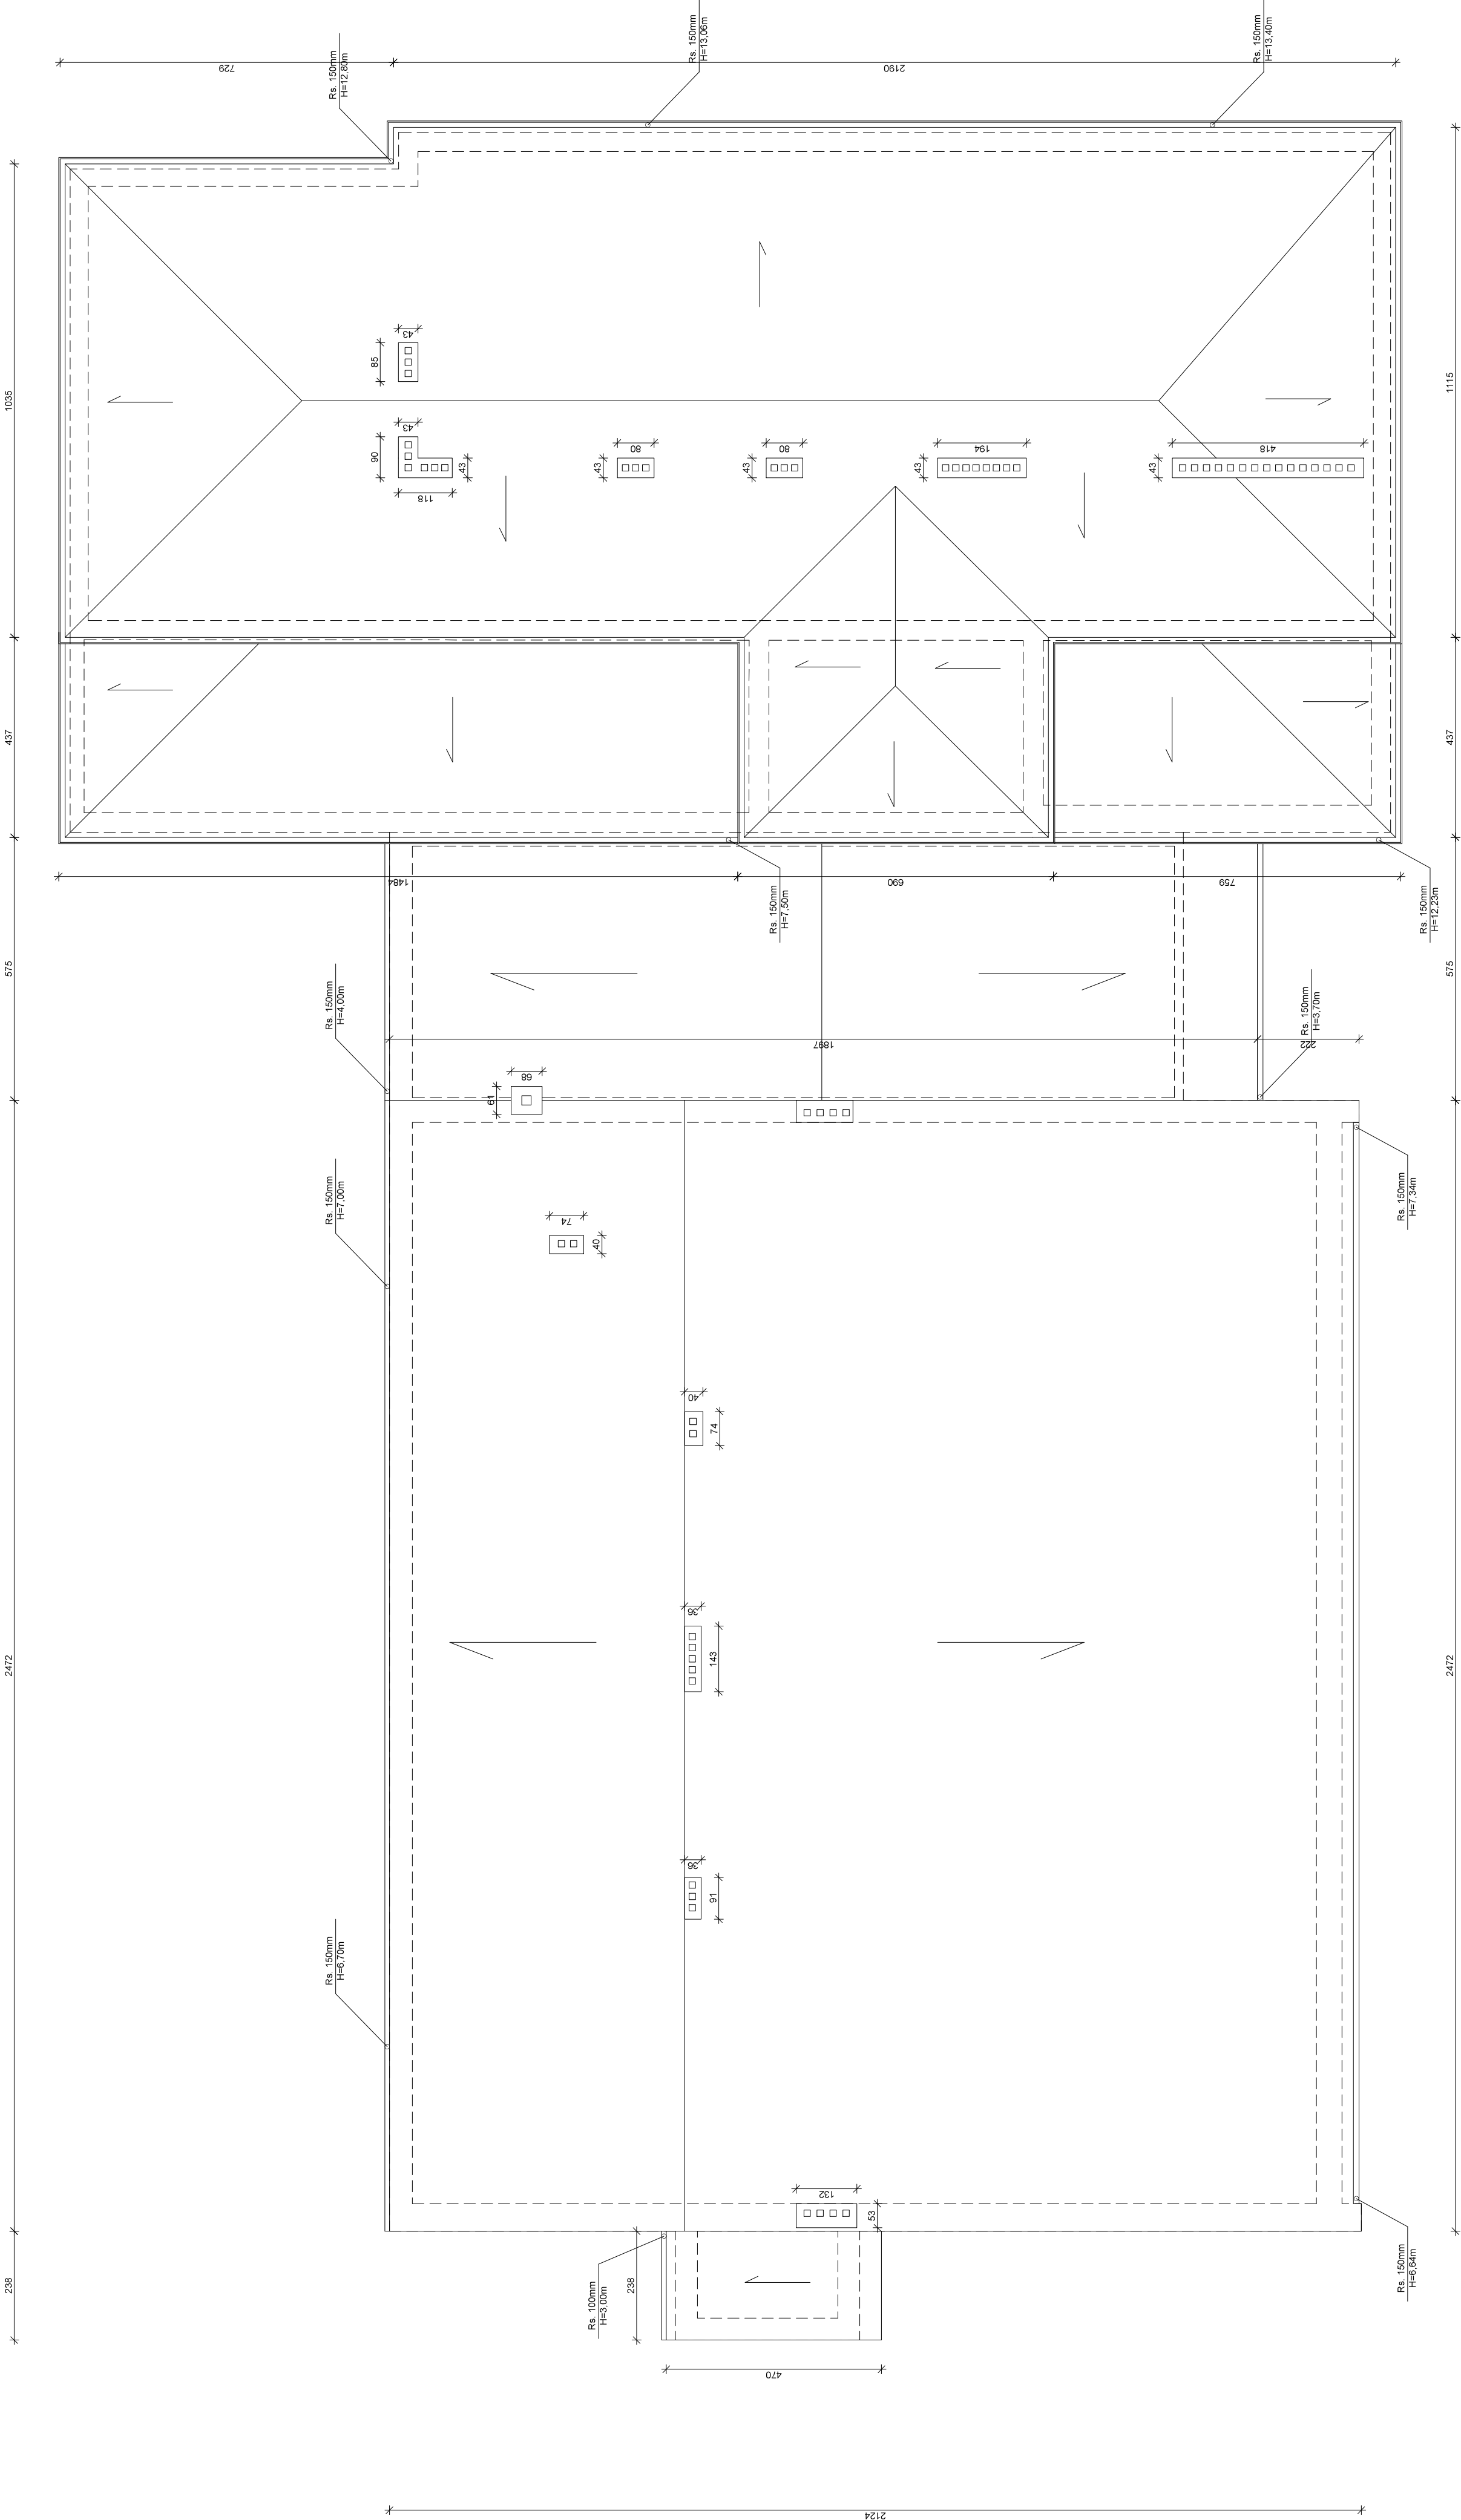 Rs. 150mm
H=13,06m
Rs. 150mm
H=13,40m
Rs. 150mm
H=12,80m
729
2190
1035
1115
43
85
43
90
43
118
80
43
80
43
194
43
418
43
437
437
1484
690
759
Rs. 150mm
H=7,50m
Rs. 150mm
H=12,23m
575
575
Rs. 150mm
H=4,00m
Rs. 150mm
H=3,70m
1897
222
68
61
Rs. 150mm
H=7,00m
Rs. 150mm
H=7,34m
74
40
40
74
36
143
2472
2472
36
91
Rs. 150mm
H=6,70m
132
53
238
238
Rs. 100mm
H=3,00m
Rs. 150mm
H=6,64m
470
2124